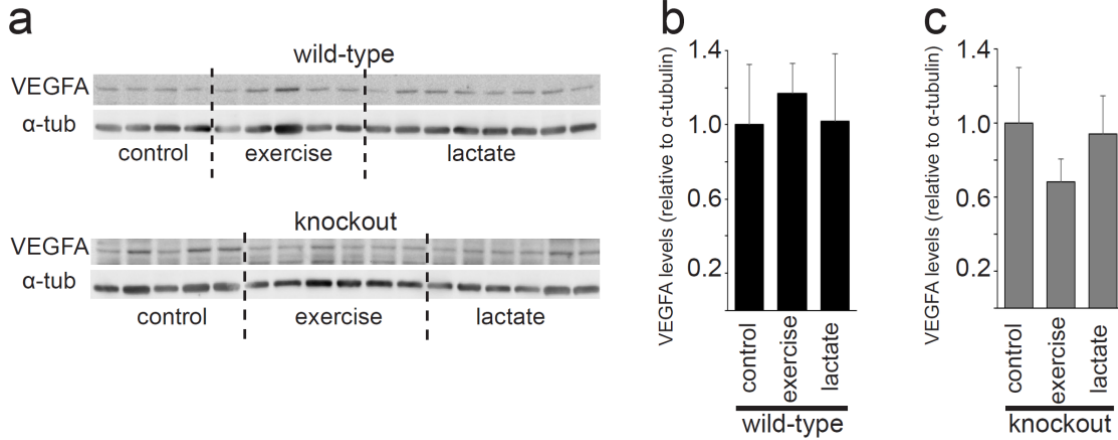 a
wild-type
VEGFA
α-tub
control exercise lactate
knockout
VEGFA
α-tub
control exercise lactate
b
VEGFA levels (relative to α-tubulin)
1.4
1.0
0.6
0.2
control
exercise
lactate
wild-type
c
VEGFA levels (relative to α-tubulin)
1.4
1.0
0.6
0.2
control
exercise
lactate
knockout